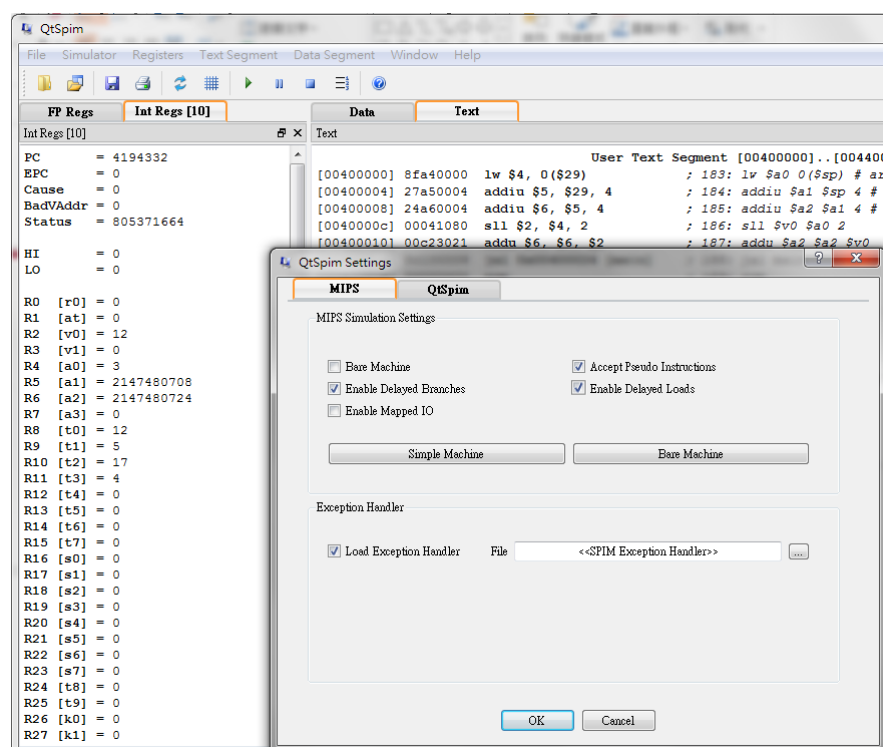 QtSpim
File Simulator Registers Text Segment Data Segment Window Help
FP Regs Int Regs [10] Data Text
Int Regs [10] Text
PC = 4194332
EPC = 0
Cause = 0
BadVAddr = 0
Status = 805371664
HI = 0
LO = 0
R0 [r0] = 0
R1 [at] = 0
R2 [v0] = 12
R3 [v1] = 0
R4 [a0] = 3
R5 [a1] = 2147480708
R6 [a2] = 2147480724
R7 [a3] = 0
R8 [t0] = 12
R9 [t1] = 5
R10 [t2] = 17
R11 [t3] = 4
R12 [t4] = 0
R13 [t5] = 0
R14 [t6] = 0
R15 [t7] = 0
R16 [s0] = 0
R17 [s1] = 0
R18 [s2] = 0
R19 [s3] = 0
R20 [s4] = 0
R21 [s5] = 0
R22 [s6] = 0
R23 [s7] = 0
R24 [t8] = 0
R25 [t9] = 0
R26 [k0] = 0
R27 [k1] = 0
User Text Segment [00400000]..[004400
[00400000] 8fa40000 lw $4, 0($29) ; 183: lw $a0 0($sp) # ar
[00400004] 27a50004 addiu $5, $29, 4 ; 184: addiu $a1 $sp 4 #
[00400008] 24a60004 addiu $6, $5, 4 ; 185: addiu $a2 $a1 4 #
[0040000c] 00041080 sll $2, $4, 2 ; 186: sll $v0 $a0 2
[00400010] 00c23021 addu $6, $6, $2 ; 187: addu $a2 $a2 $v0
QtSpim Settings
MIPS QtSpim
MIPS Simulation Settings
Bare Machine Accept Pseudo Instructions
Enable Delayed Branches Enable Delayed Loads
Enable Mapped IO
Simple Machine Bare Machine
Exception Handler
Load Exception Handler File <<SPIM Exception Handler>> ...
OK Cancel